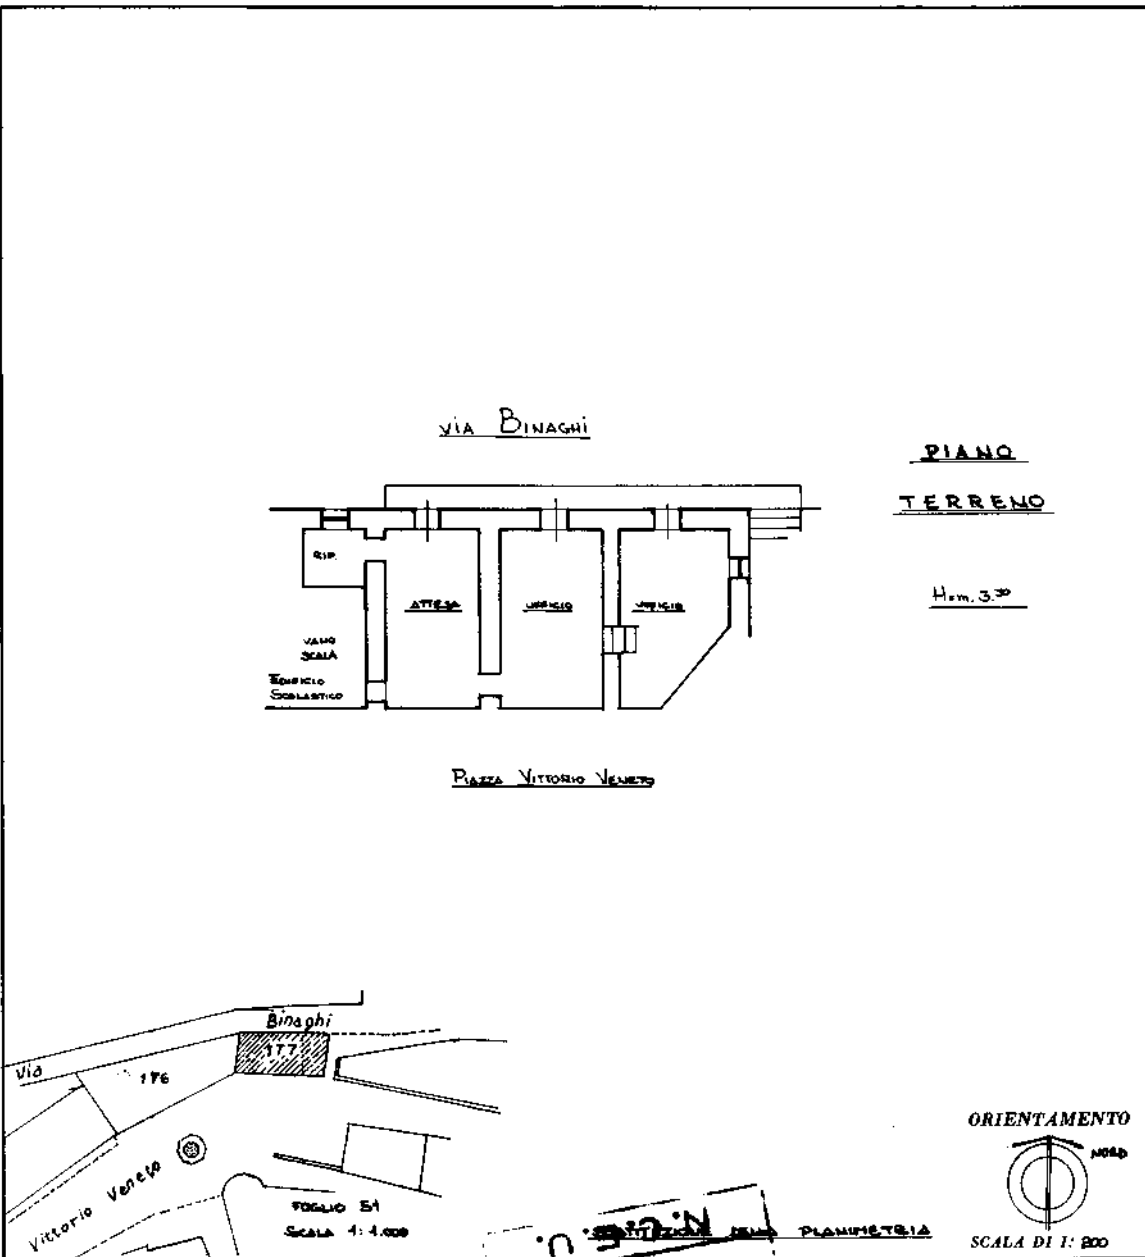 VIA BINAGHI
PIANO
TERRENO
H=m. 3.30
RIP.
ATTESA
UFFICIO
UFFICIO
VANO
SCALA
EDIFICIO
SCOLASTICO
PIAZZA VITTORIO VENETO
Via
Binaghi
177
176
Vittorio Veneto
FOGLIO 51
SCALA 1:1.000
N.C.E.U.
PLANIMETRIA
ORIENTAMENTO
NORD
SCALA DI 1: 200